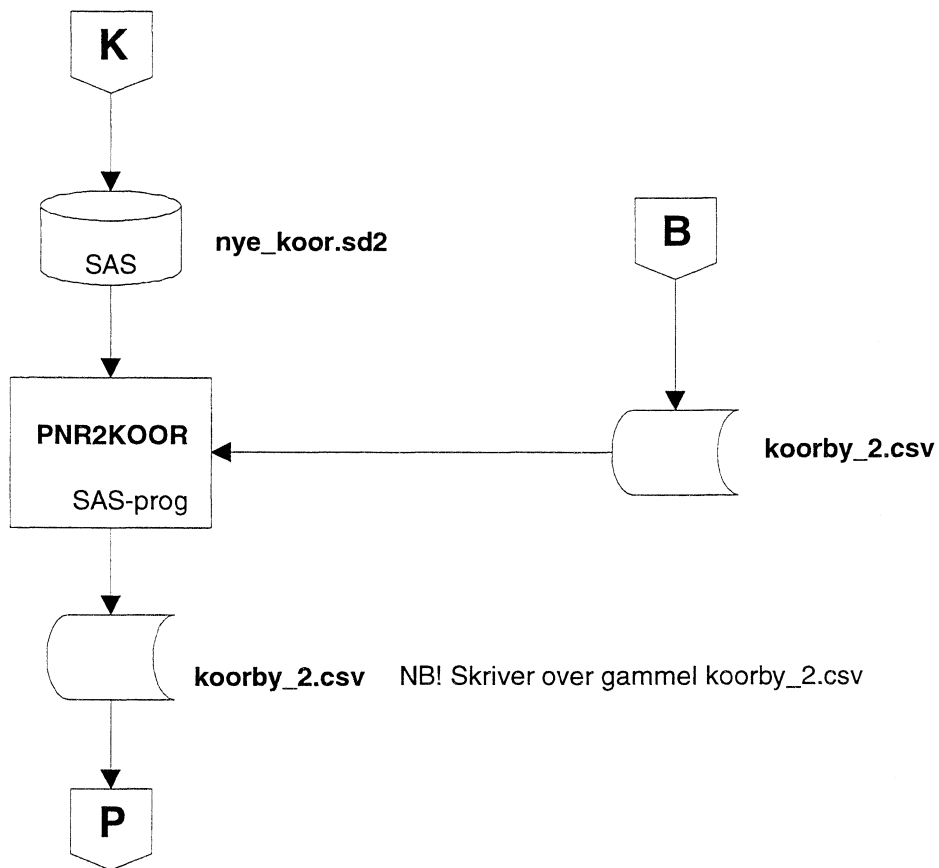 K
SAS
nye_koor.sd2
B
PNR2KOOR
SAS-prog
koorby_2.csv
koorby_2.csv NB! Skriver over gammel koorby_2.csv
P